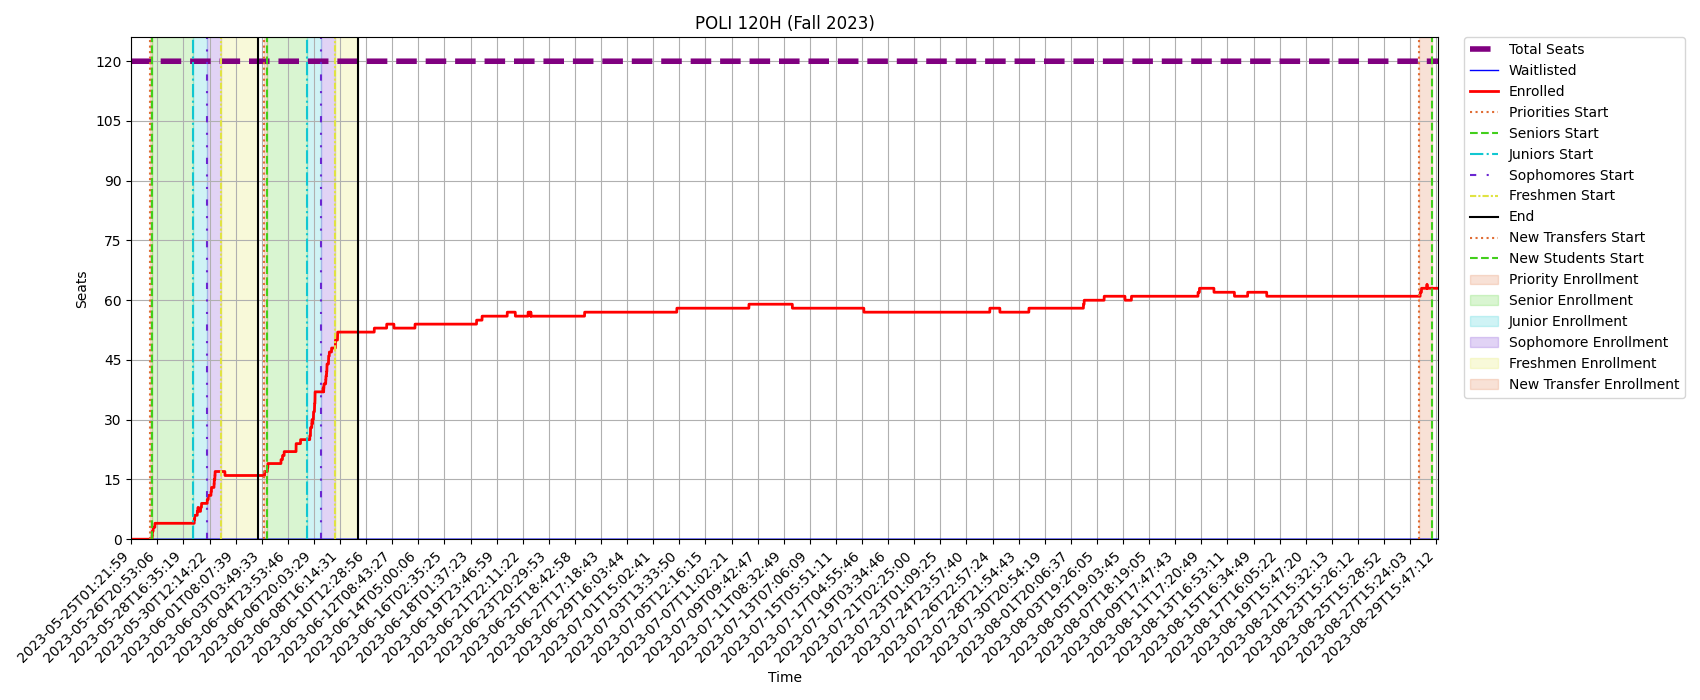 POLI 120H (Fall 2023)
Seats
120
105
90
75
60
45
30
15
0
2023-05-25T01:21:59
2023-05-26T20:53:06
2023-05-28T16:35:19
2023-05-30T12:14:22
2023-06-01T08:07:39
2023-06-03T03:49:33
2023-06-04T23:53:46
2023-06-06T20:03:29
2023-06-08T16:14:31
2023-06-10T12:28:56
2023-06-12T08:43:27
2023-06-14T05:00:06
2023-06-16T02:35:25
2023-06-18T01:37:23
2023-06-19T23:46:59
2023-06-21T22:11:22
2023-06-23T20:29:53
2023-06-25T18:42:58
2023-06-27T17:18:43
2023-06-29T16:03:44
2023-07-01T15:02:41
2023-07-03T13:33:50
2023-07-05T12:16:15
2023-07-07T11:02:21
2023-07-09T09:42:47
2023-07-11T08:32:49
2023-07-13T07:06:09
2023-07-15T05:51:11
2023-07-17T04:55:46
2023-07-19T03:34:46
2023-07-21T02:25:00
2023-07-23T01:09:25
2023-07-24T23:57:40
2023-07-26T22:57:24
2023-07-28T21:54:43
2023-07-30T20:54:19
2023-08-01T20:06:37
2023-08-03T19:26:05
2023-08-05T19:03:45
2023-08-07T18:19:05
2023-08-09T17:47:43
2023-08-11T17:20:49
2023-08-13T16:53:11
2023-08-15T16:34:49
2023-08-17T16:05:22
2023-08-19T15:47:20
2023-08-21T15:32:13
2023-08-23T15:26:12
2023-08-25T15:28:52
2023-08-27T15:24:03
2023-08-29T15:47:12
Time
Total Seats
Waitlisted
Enrolled
Priorities Start
Seniors Start
Juniors Start
Sophomores Start
Freshmen Start
End
New Transfers Start
New Students Start
Priority Enrollment
Senior Enrollment
Junior Enrollment
Sophomore Enrollment
Freshmen Enrollment
New Transfer Enrollment